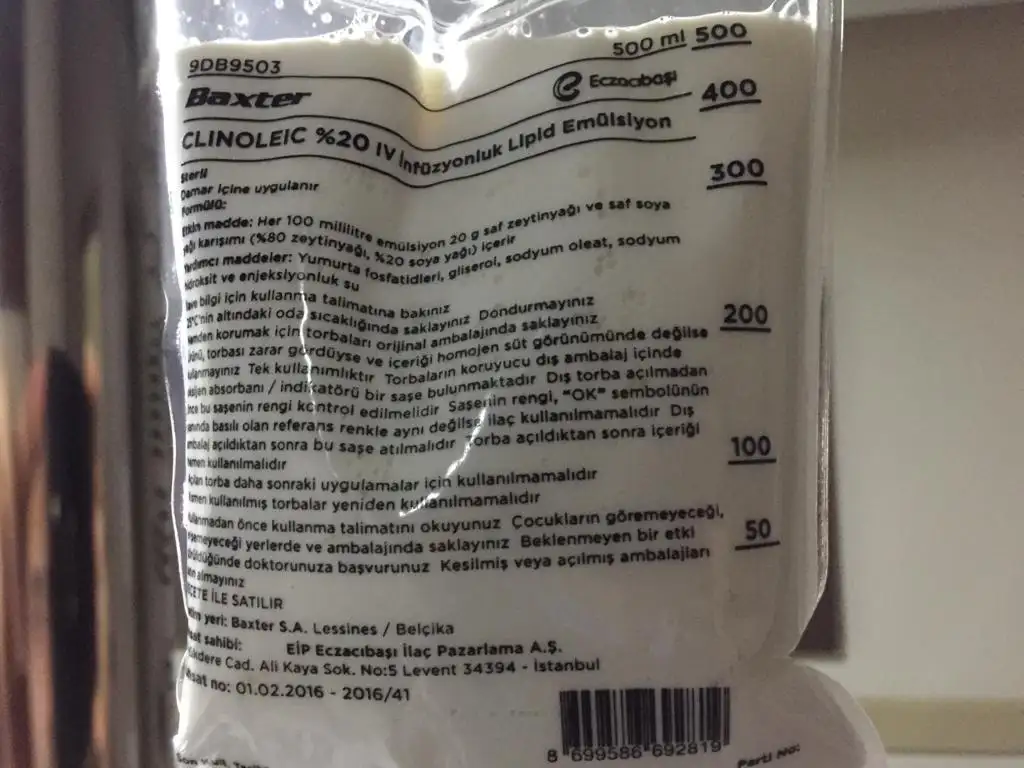 500 ml 500
9DB9503
Baxter
Eczacıbaşı
400
CLINOLEIC %20 IV İnfüzyonluk Lipid Emülsiyon
300
Steril
Damar içine uygulanır
Formülü:
Etkin madde: Her 100 mililitre emülsiyon 20 g saf zeytinyağı ve saf soya
yağı karışımı (%80 zeytinyağı, %20 soya yağı) içerir
maddeler: Yumurta fosfatidleri, gliserol, sodyum oleat, sodyum
hidroksit ve enjeksiyonluk su
bilgi için kullanma talimatına bakınız
25°C'nin altındaki oda sıcaklığında saklayınız Dondurmayınız
korumak için torbaları orijinal ambalajında saklayınız
200
torbası zarar gördüyse ve içeriği homojen süt görünümünde değilse
Tek kullanımlıktır Torbaların koruyucu dış ambalaj içinde
absorbanı / indikatörü bir saşe bulunmaktadır Dış torba açılmadan
bu saşenin rengi kontrol edilmelidir Saşenin rengi, "OK" sembolünün
basılı olan referans renkle aynı değilse ilaç kullanılmamalıdır Dış
açıldıktan sonra bu saşe atılmalıdır Torba açıldıktan sonra içeriği
kullanılmalıdır
100
torba daha sonraki uygulamalar için kullanılmamalıdır
kullanılmış torbalar yeniden kullanılmamalıdır
önce kullanma talimatını okuyunuz Çocukların göremeyeceği,
50
yerlerde ve ambalajında saklayınız Beklenmeyen bir etki
doktorunuza başvurunuz Kesilmiş veya açılmış ambalajları
almayınız
İLE SATILIR
yeri: Baxter S.A. Lessines / Belçika
sahibi: EİP Eczacıbaşı İlaç Pazarlama A.Ş.
Cad. Ali Kaya Sok. No:5 Levent 34394 - İstanbul
no: 01.02.2016 - 2016/41
8 699586 692819
Parti No: